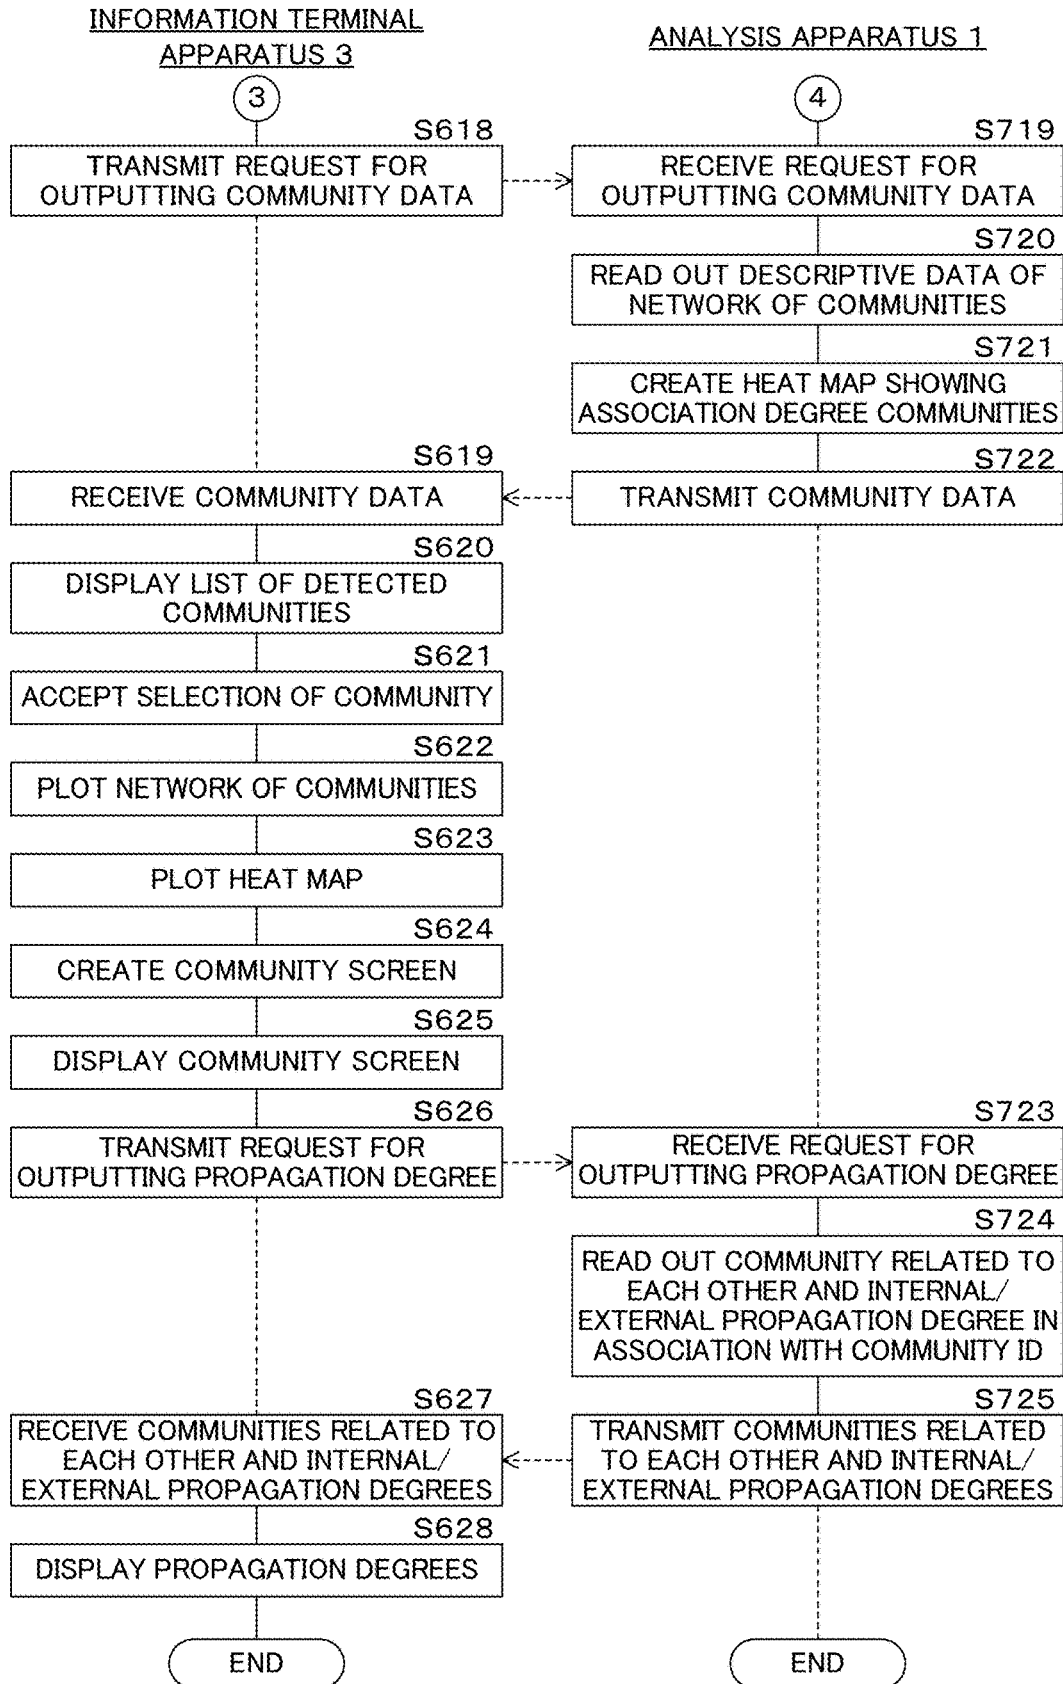 INFORMATION TERMINAL
APPARATUS 3
ANALYSIS APPARATUS 1
3
4
S618
TRANSMIT REQUEST FOR
OUTPUTTING COMMUNITY DATA
S719
RECEIVE REQUEST FOR
OUTPUTTING COMMUNITY DATA
S720
READ OUT DESCRIPTIVE DATA OF
NETWORK OF COMMUNITIES
S721
CREATE HEAT MAP SHOWING
ASSOCIATION DEGREE COMMUNITIES
S619
RECEIVE COMMUNITY DATA
S722
TRANSMIT COMMUNITY DATA
S620
DISPLAY LIST OF DETECTED
COMMUNITIES
S621
ACCEPT SELECTION OF COMMUNITY
S622
PLOT NETWORK OF COMMUNITIES
S623
PLOT HEAT MAP
S624
CREATE COMMUNITY SCREEN
S625
DISPLAY COMMUNITY SCREEN
S626
TRANSMIT REQUEST FOR
OUTPUTTING PROPAGATION DEGREE
S723
RECEIVE REQUEST FOR
OUTPUTTING PROPAGATION DEGREE
S724
READ OUT COMMUNITY RELATED TO
EACH OTHER AND INTERNAL/
EXTERNAL PROPAGATION DEGREE IN
ASSOCIATION WITH COMMUNITY ID
S627
RECEIVE COMMUNITIES RELATED TO
EACH OTHER AND INTERNAL/
EXTERNAL PROPAGATION DEGREES
S725
TRANSMIT COMMUNITIES RELATED
TO EACH OTHER AND INTERNAL/
EXTERNAL PROPAGATION DEGREES
S628
DISPLAY PROPAGATION DEGREES
END
END